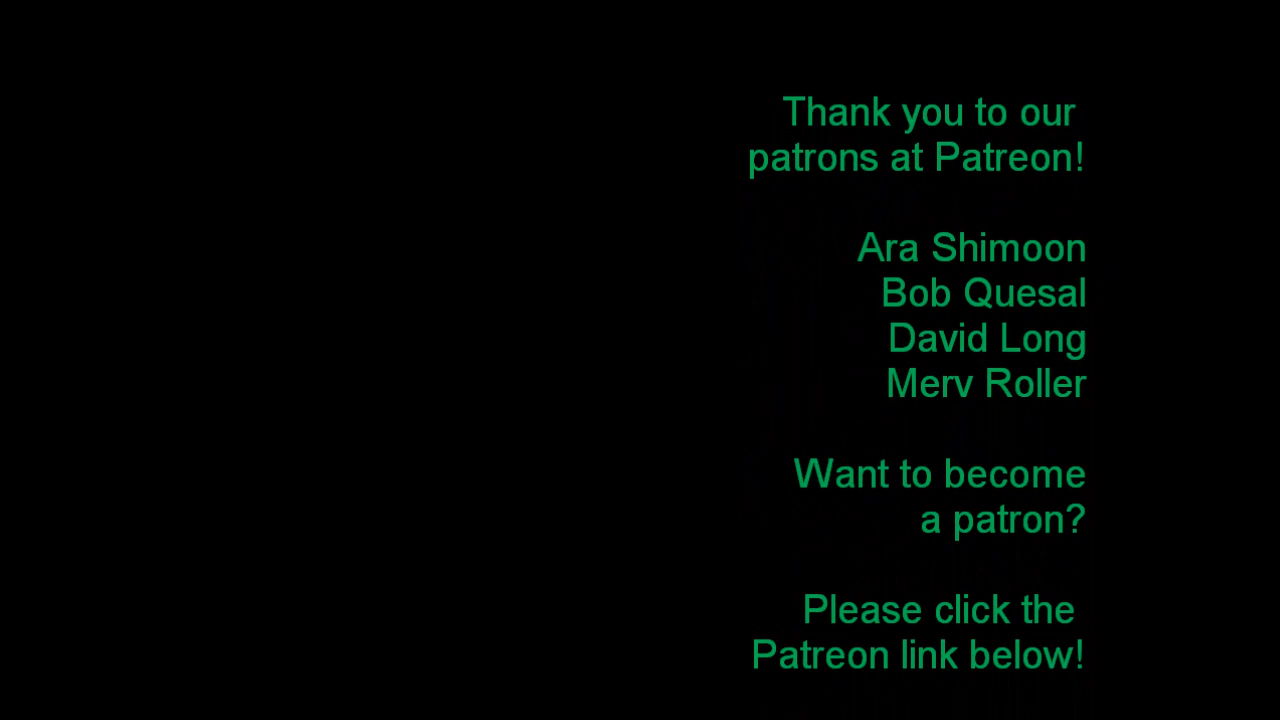 Thank you to our
patrons at Patreon!
Ara Shimoon
Bob Quesal
David Long
Merv Roller
Want to become
a patron?
Please click the
Patreon link below!